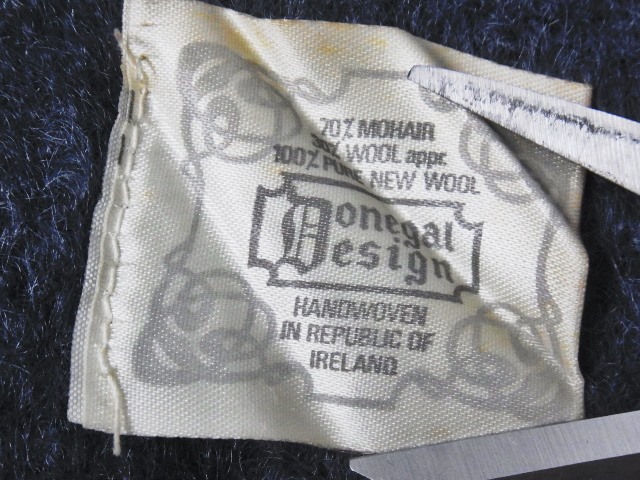 70% MOHAIR
30% WOOL appr.
100% PURE NEW WOOL
Donegal
Design
HANDWOVEN
IN REPUBLIC OF
IRELAND